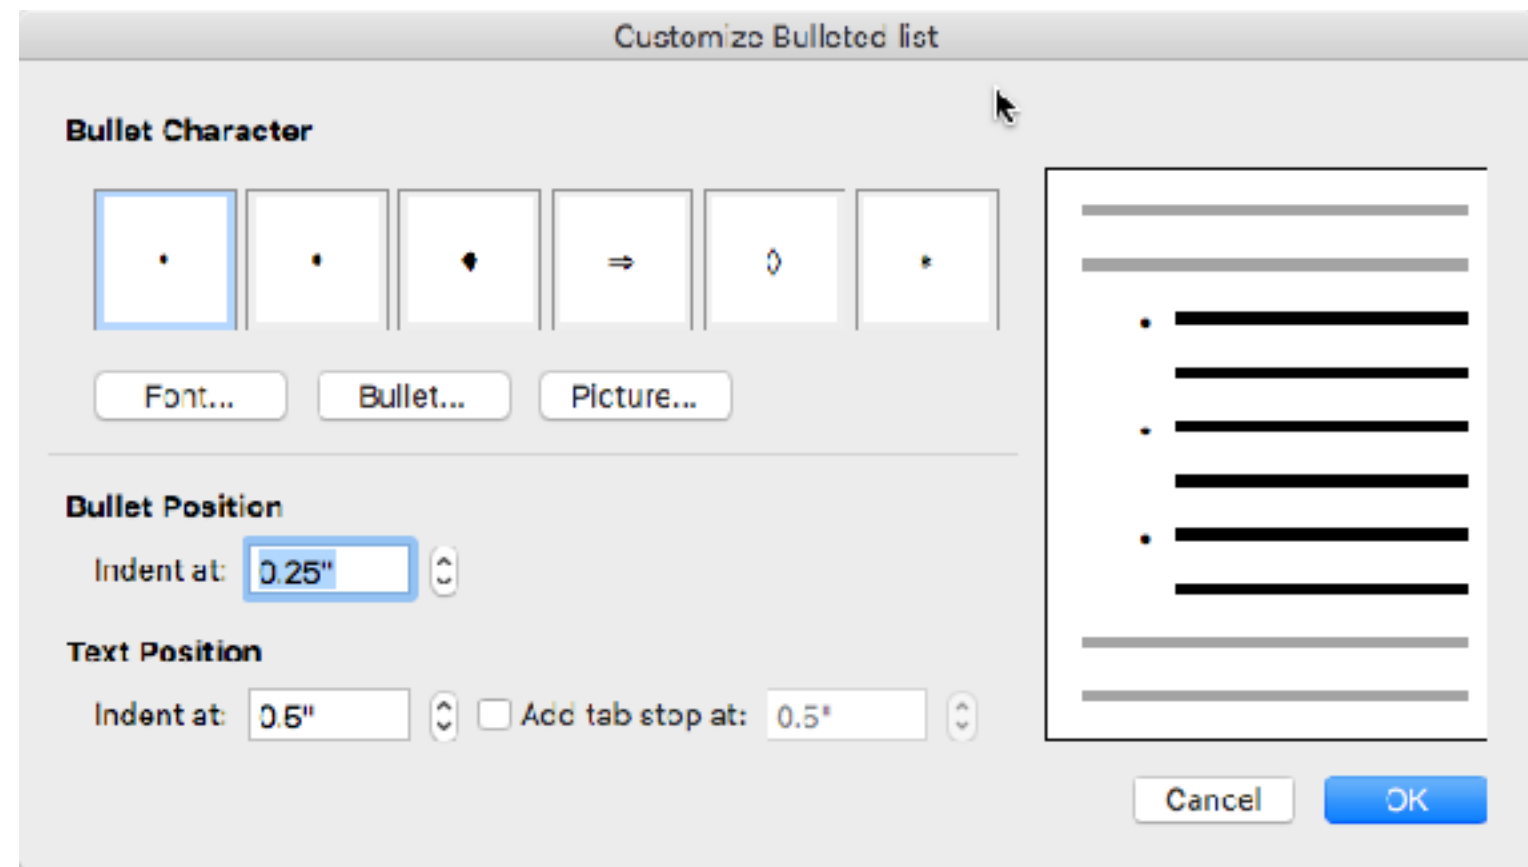 Customize Bulleted list
Bullet Character
Font... Bullet... Picture...
Bullet Position
Indent at: 0.25"
Text Position
Indent at: 0.5" Add tab stop at: 0.5"
Cancel OK